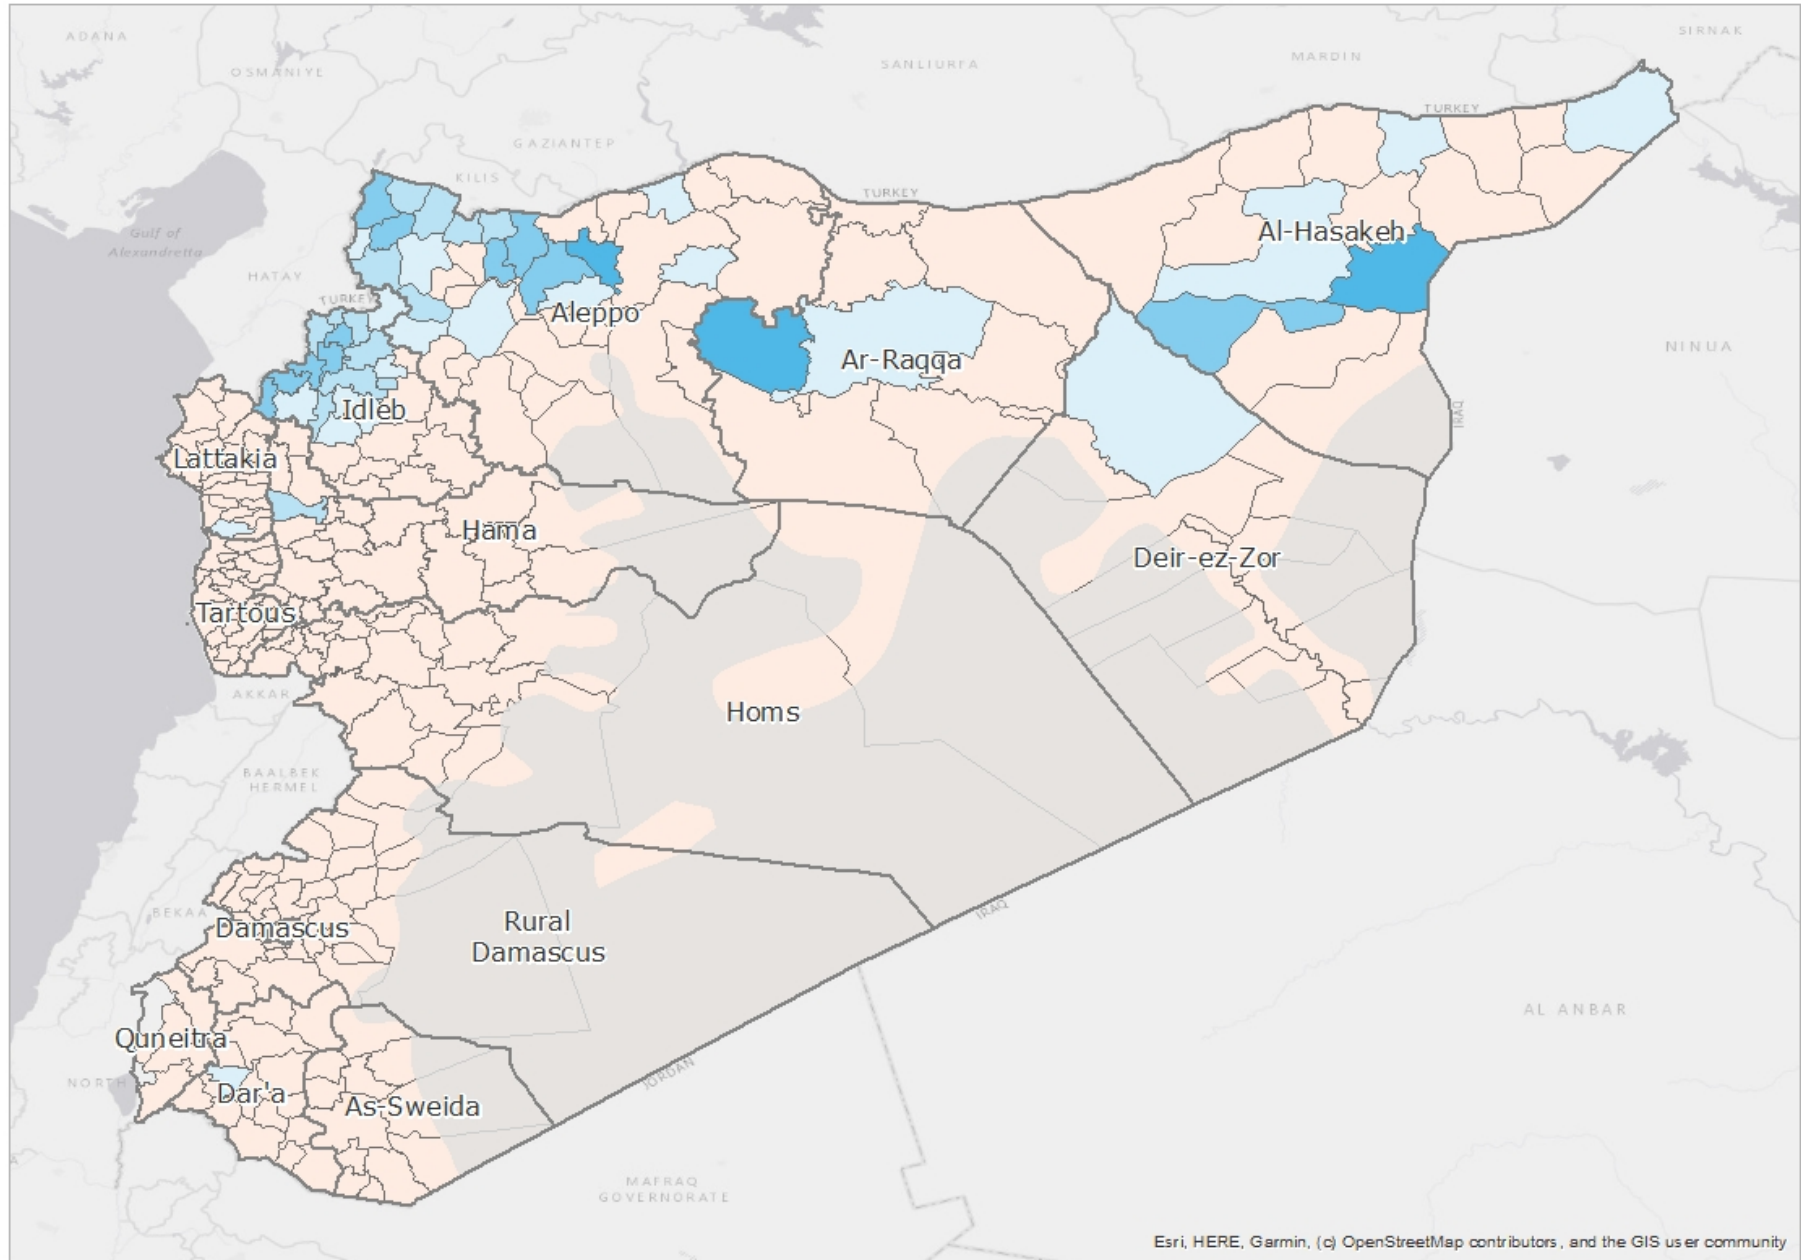 ADANA
OSMANIYE
SANLIURFA
MARDIN
SIRNAK
TURKEY
GAZIANTEP
KILIS
TURKEY
Gulf of
Alexandretta
HATAY
TURKEY
Al-Hasakeh
Aleppo
Ar-Raqqa
NINUA
Idleb
IRAQ
Lattakia
Hama
Deir-ez-Zor
Tartous
AKKAR
Homs
BAALBEK
HERMEL
BEKAA
Damascus
Rural
Damascus
IRAQ
AL ANBAR
Quneitra
NORTH
JORDAN
Dar'a
As-Sweida
MAFRAQ
GOVERNORATE
Esri, HERE, Garmin, (c) OpenStreetMap contributors, and the GIS user community